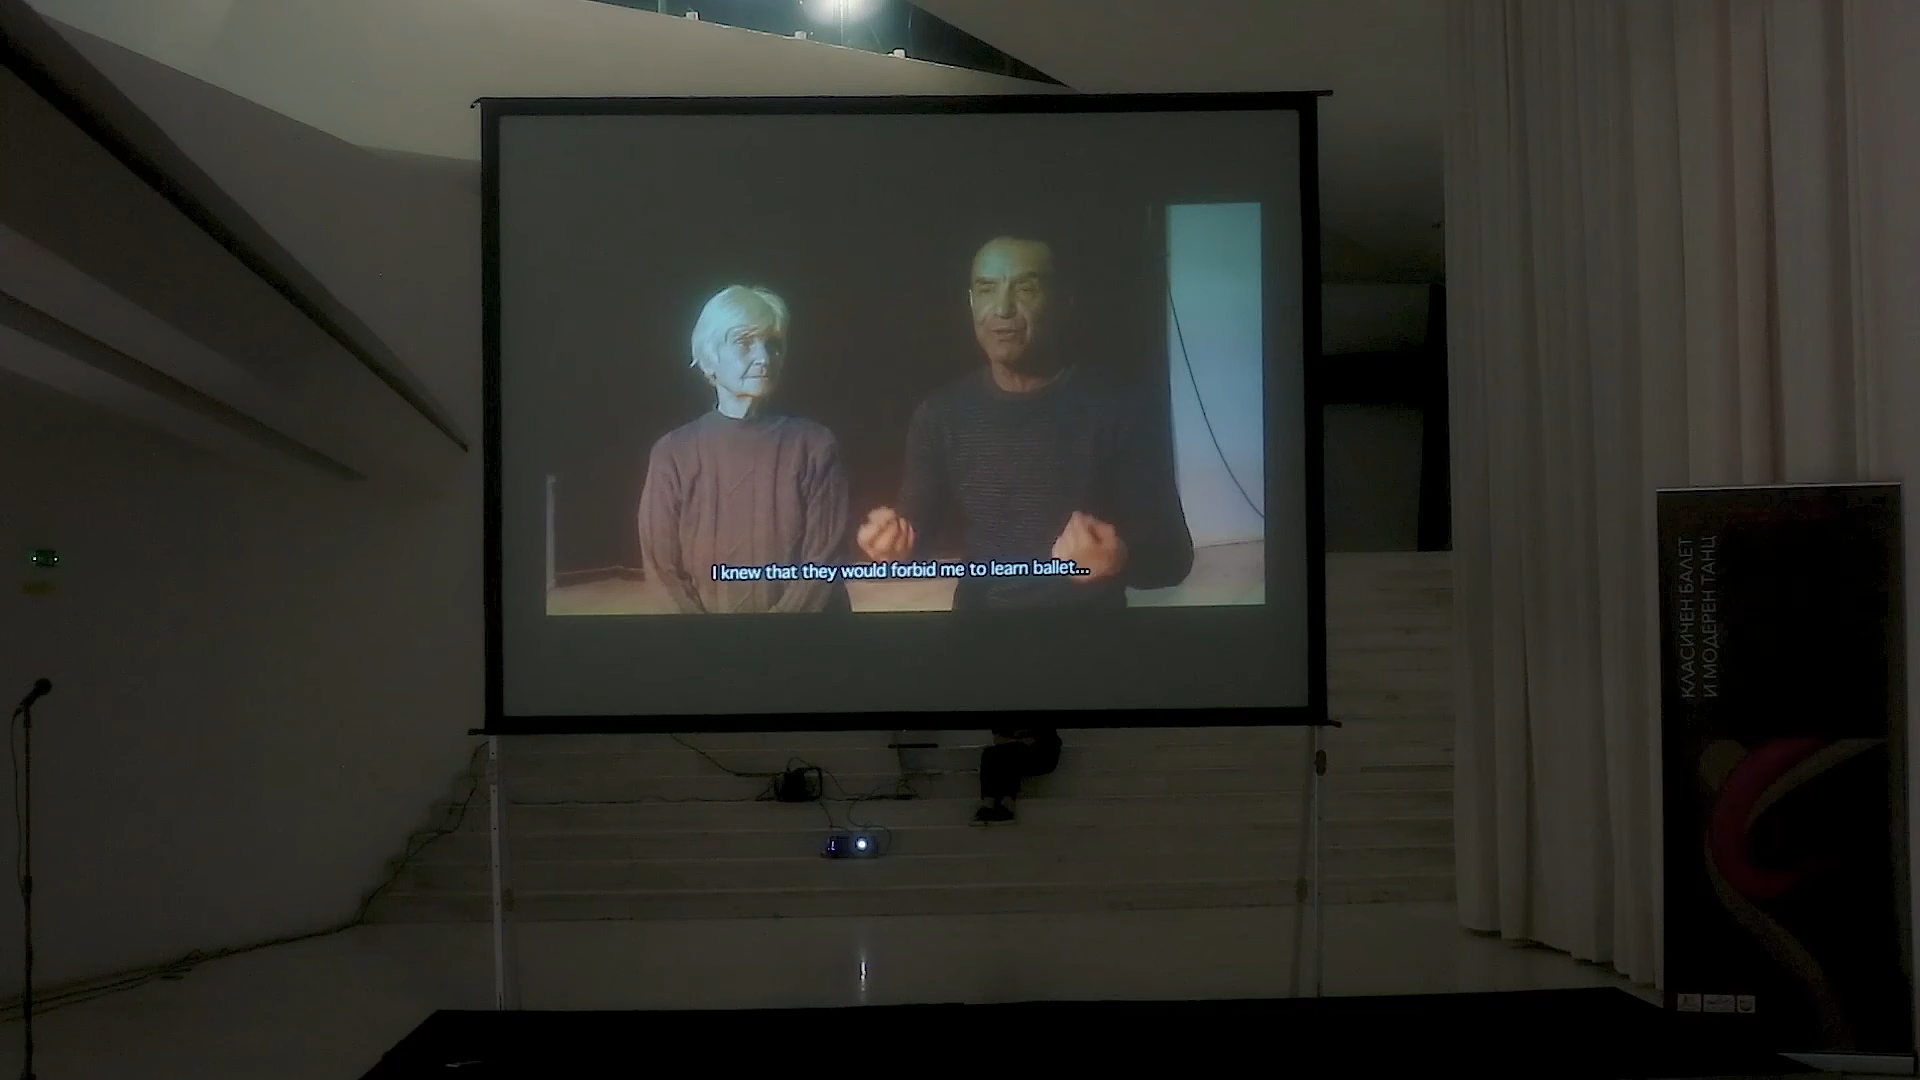 I knew that they would forbid me to learn ballet...
КЛАСИЧЕН БАЛЕТ
И МОДЕРЕН ТАНЦ